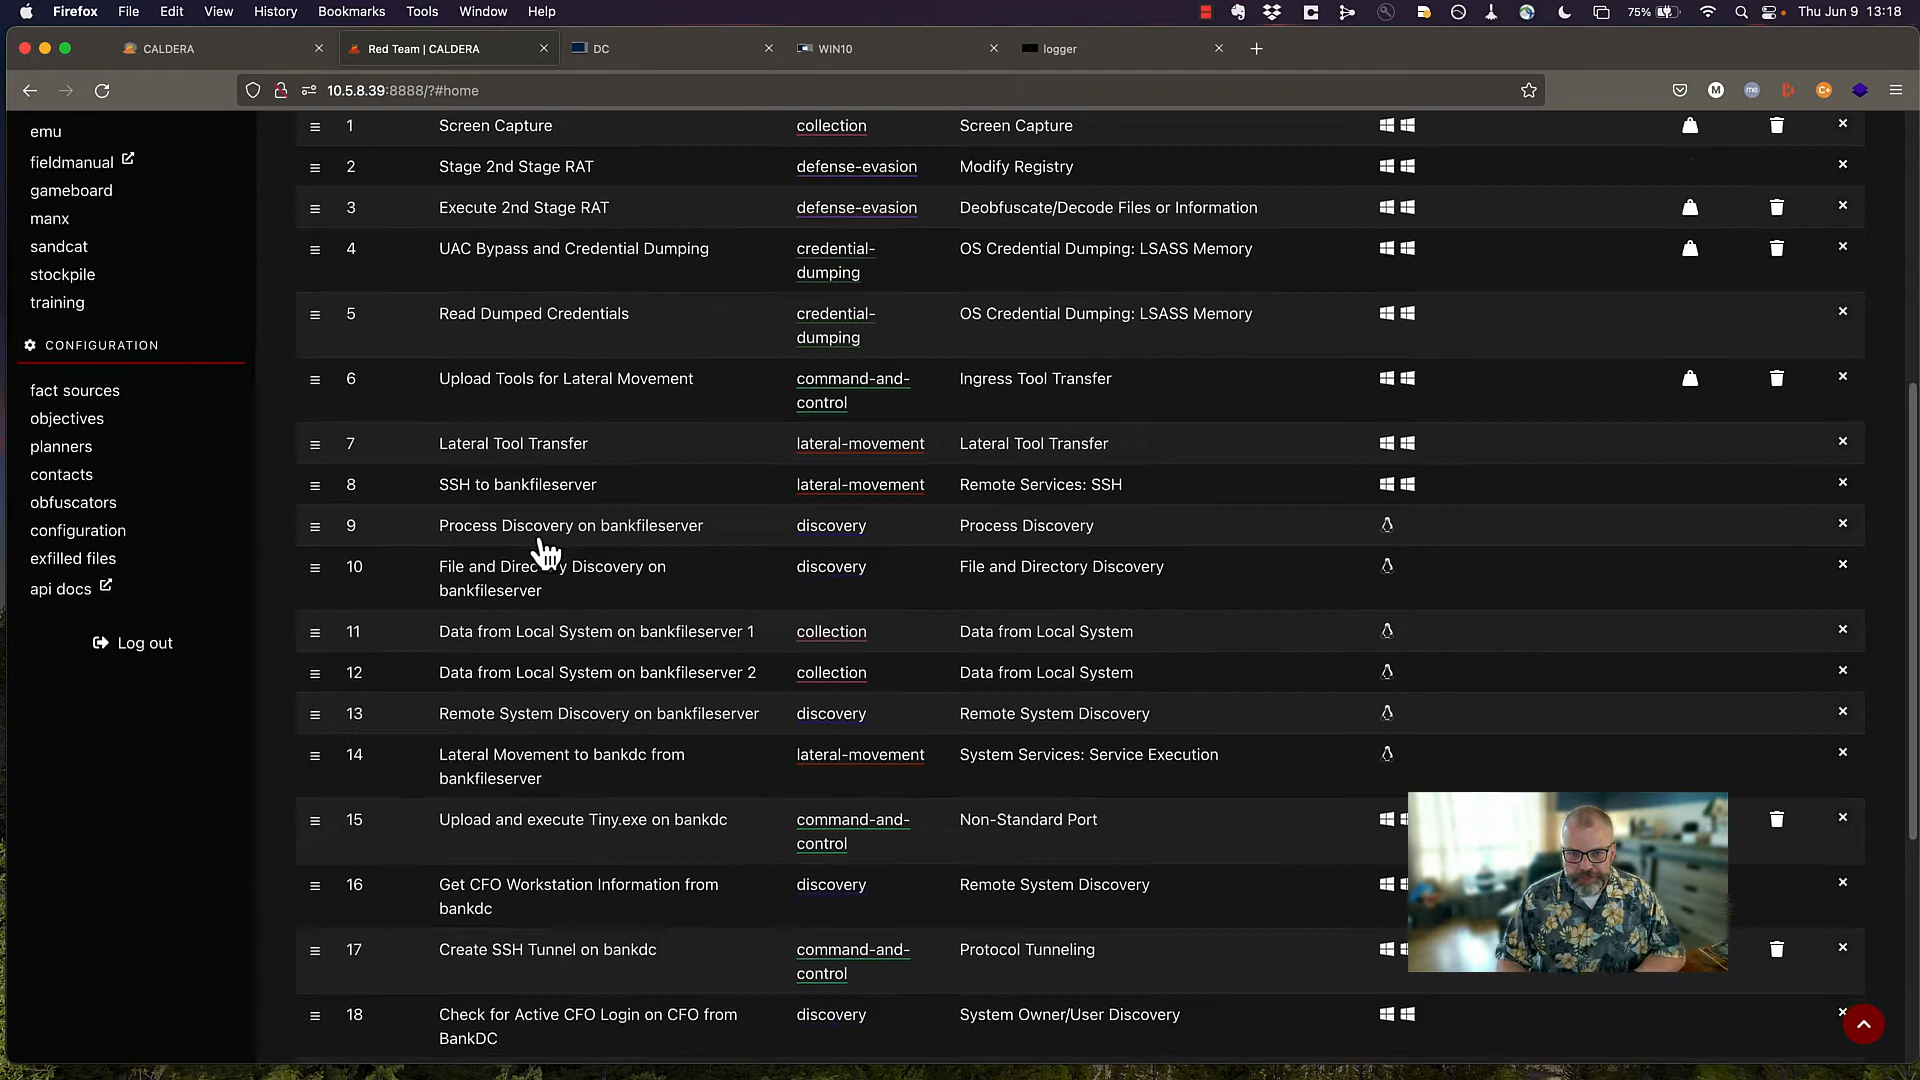 Firefox File Edit View History Bookmarks Tools Window Help 75% Thu Jun 9 13:18
CALDERA Red Team | CALDERA DC WIN10 logger
10.5.8.39:8888/?#home
emu
fieldmanual
gameboard
manx
sandcat
stockpile
training
CONFIGURATION
fact sources
objectives
planners
contacts
obfuscators
configuration
exfilled files
api docs
Log out
1 Screen Capture collection Screen Capture
2 Stage 2nd Stage RAT defense-evasion Modify Registry
3 Execute 2nd Stage RAT defense-evasion Deobfuscate/Decode Files or Information
4 UAC Bypass and Credential Dumping credential- OS Credential Dumping: LSASS Memory
dumping
5 Read Dumped Credentials credential- OS Credential Dumping: LSASS Memory
dumping
6 Upload Tools for Lateral Movement command-and- Ingress Tool Transfer
control
7 Lateral Tool Transfer lateral-movement Lateral Tool Transfer
8 SSH to bankfileserver lateral-movement Remote Services: SSH
9 Process Discovery on bankfileserver discovery Process Discovery
10 File and Directory Discovery on discovery File and Directory Discovery
bankfileserver
11 Data from Local System on bankfileserver 1 collection Data from Local System
12 Data from Local System on bankfileserver 2 collection Data from Local System
13 Remote System Discovery on bankfileserver discovery Remote System Discovery
14 Lateral Movement to bankdc from lateral-movement System Services: Service Execution
bankfileserver
15 Upload and execute Tiny.exe on bankdc command-and- Non-Standard Port
control
16 Get CFO Workstation Information from discovery Remote System Discovery
bankdc
17 Create SSH Tunnel on bankdc command-and- Protocol Tunneling
control
18 Check for Active CFO Login on CFO from discovery System Owner/User Discovery
BankDC